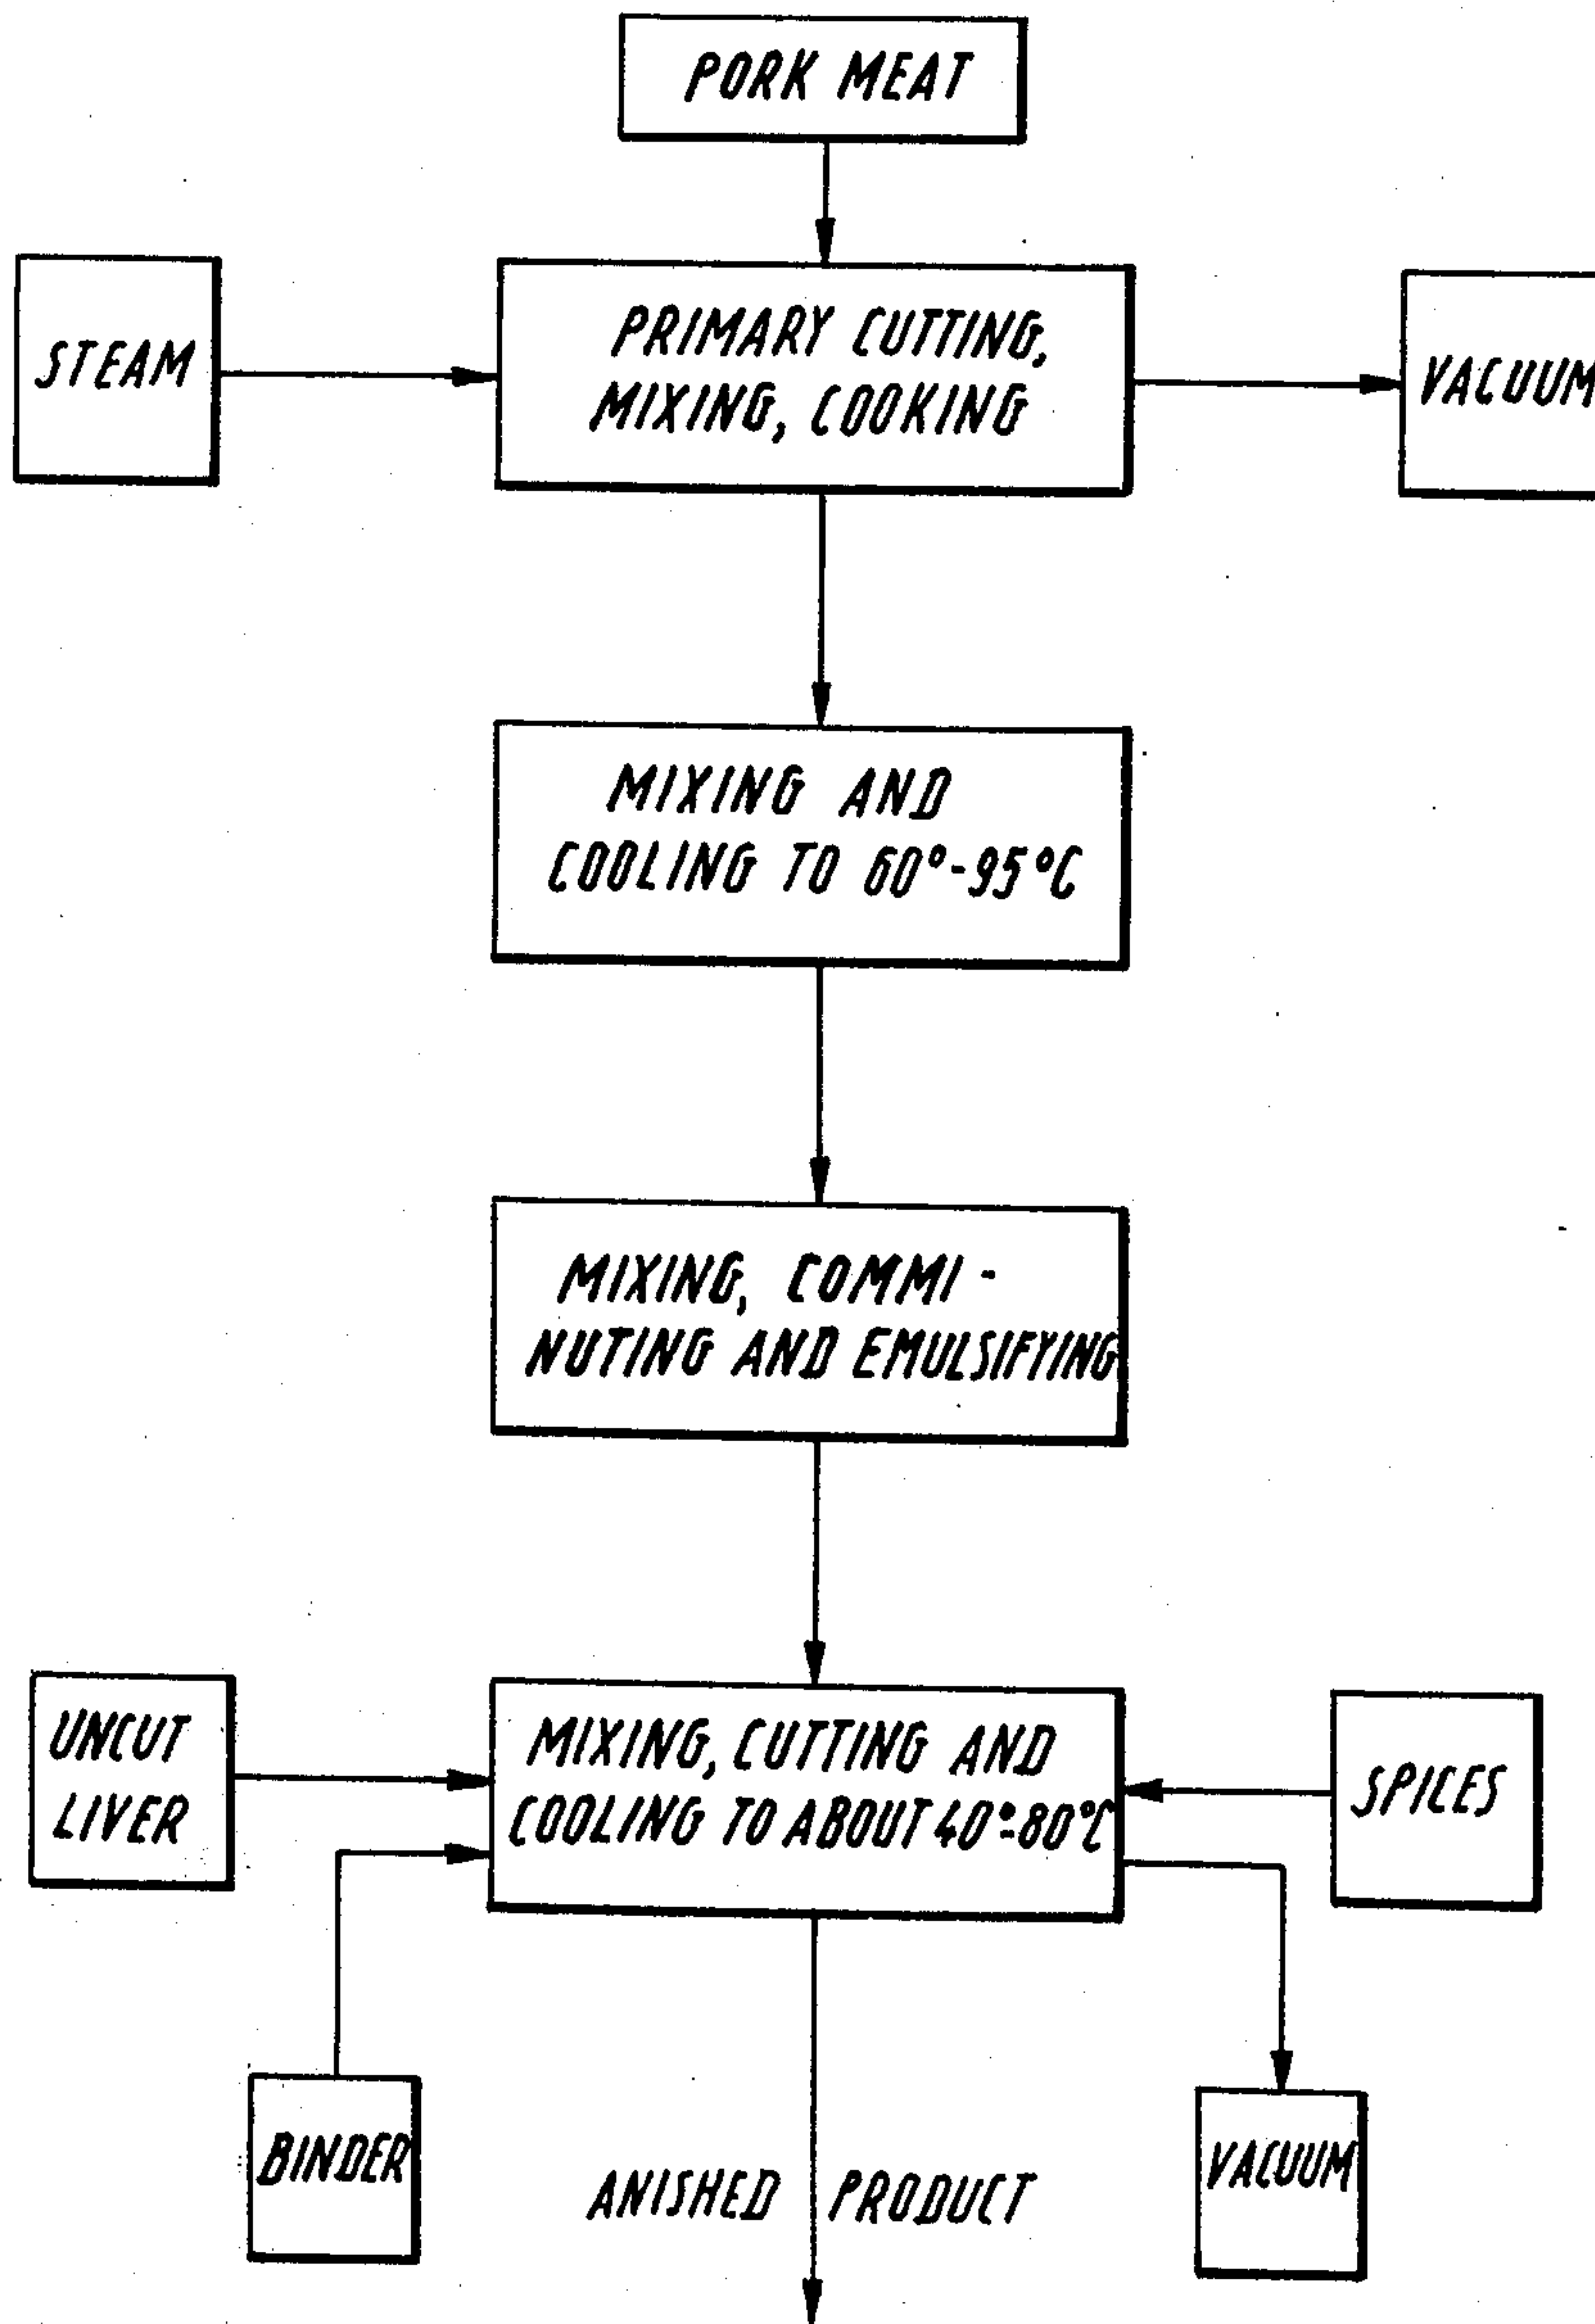 PORK MEAT
STEAM
PRIMARY CUTTING,
MIXING, COOKING
VACUUM
MIXING AND
COOLING TO 60°-95°C
MIXING, COMMI-
NUTING AND EMULSIFYING
UNCUT
LIVER
MIXING, CUTTING AND
COOLING TO ABOUT 40°-80°C
SPICES
BINDER
ANISHED PRODUCT
VACUUM